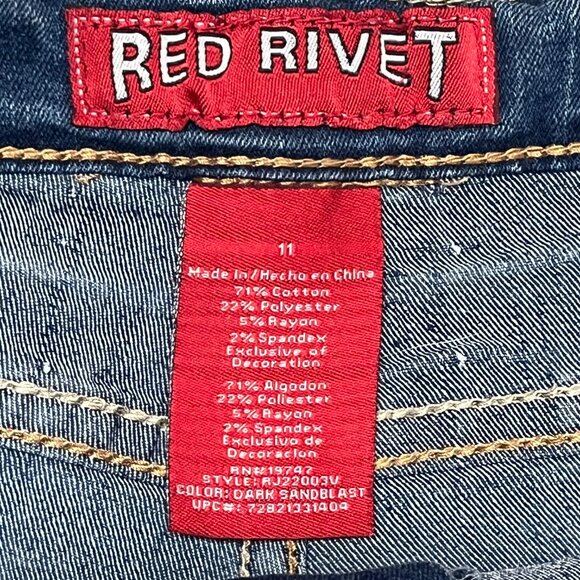 RED RIVET
11
Made In/Hecho en China
71% Cotton
22% Polyester
5% Rayon
2% Spandex
Exclusive of
Decoration
71% Algodon
22% Poliester
5% Rayon
2% Spandex
Exclusivo de
Decoracion
RN#:19747
STYLE: RJ22003V
COLOR: DARK SANDBLAST
UPC#: 72821331404